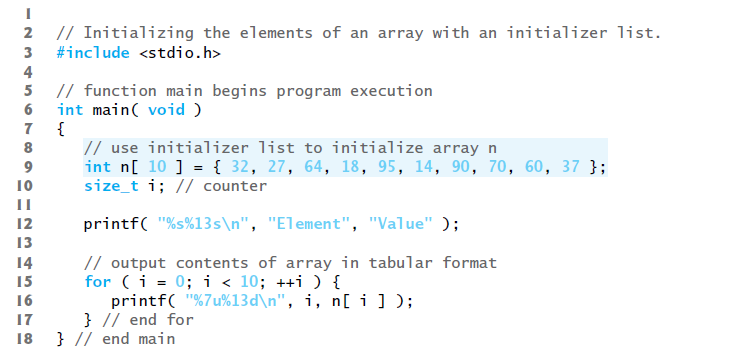 1
2 // Initializing the elements of an array with an initializer list.
3 #include <stdio.h>
4
5 // function main begins program execution
6 int main( void )
7 {
8 // use initializer list to initialize array n
9 int n[ 10 ] = { 32, 27, 64, 18, 95, 14, 90, 70, 60, 37 };
10 size_t i; // counter
11
12 printf( "%s%13s\n", "Element", "Value" );
13
14 // output contents of array in tabular format
15 for ( i = 0; i < 10; ++i ) {
16 printf( "%7u%13d\n", i, n[ i ] );
17 } // end for
18 } // end main